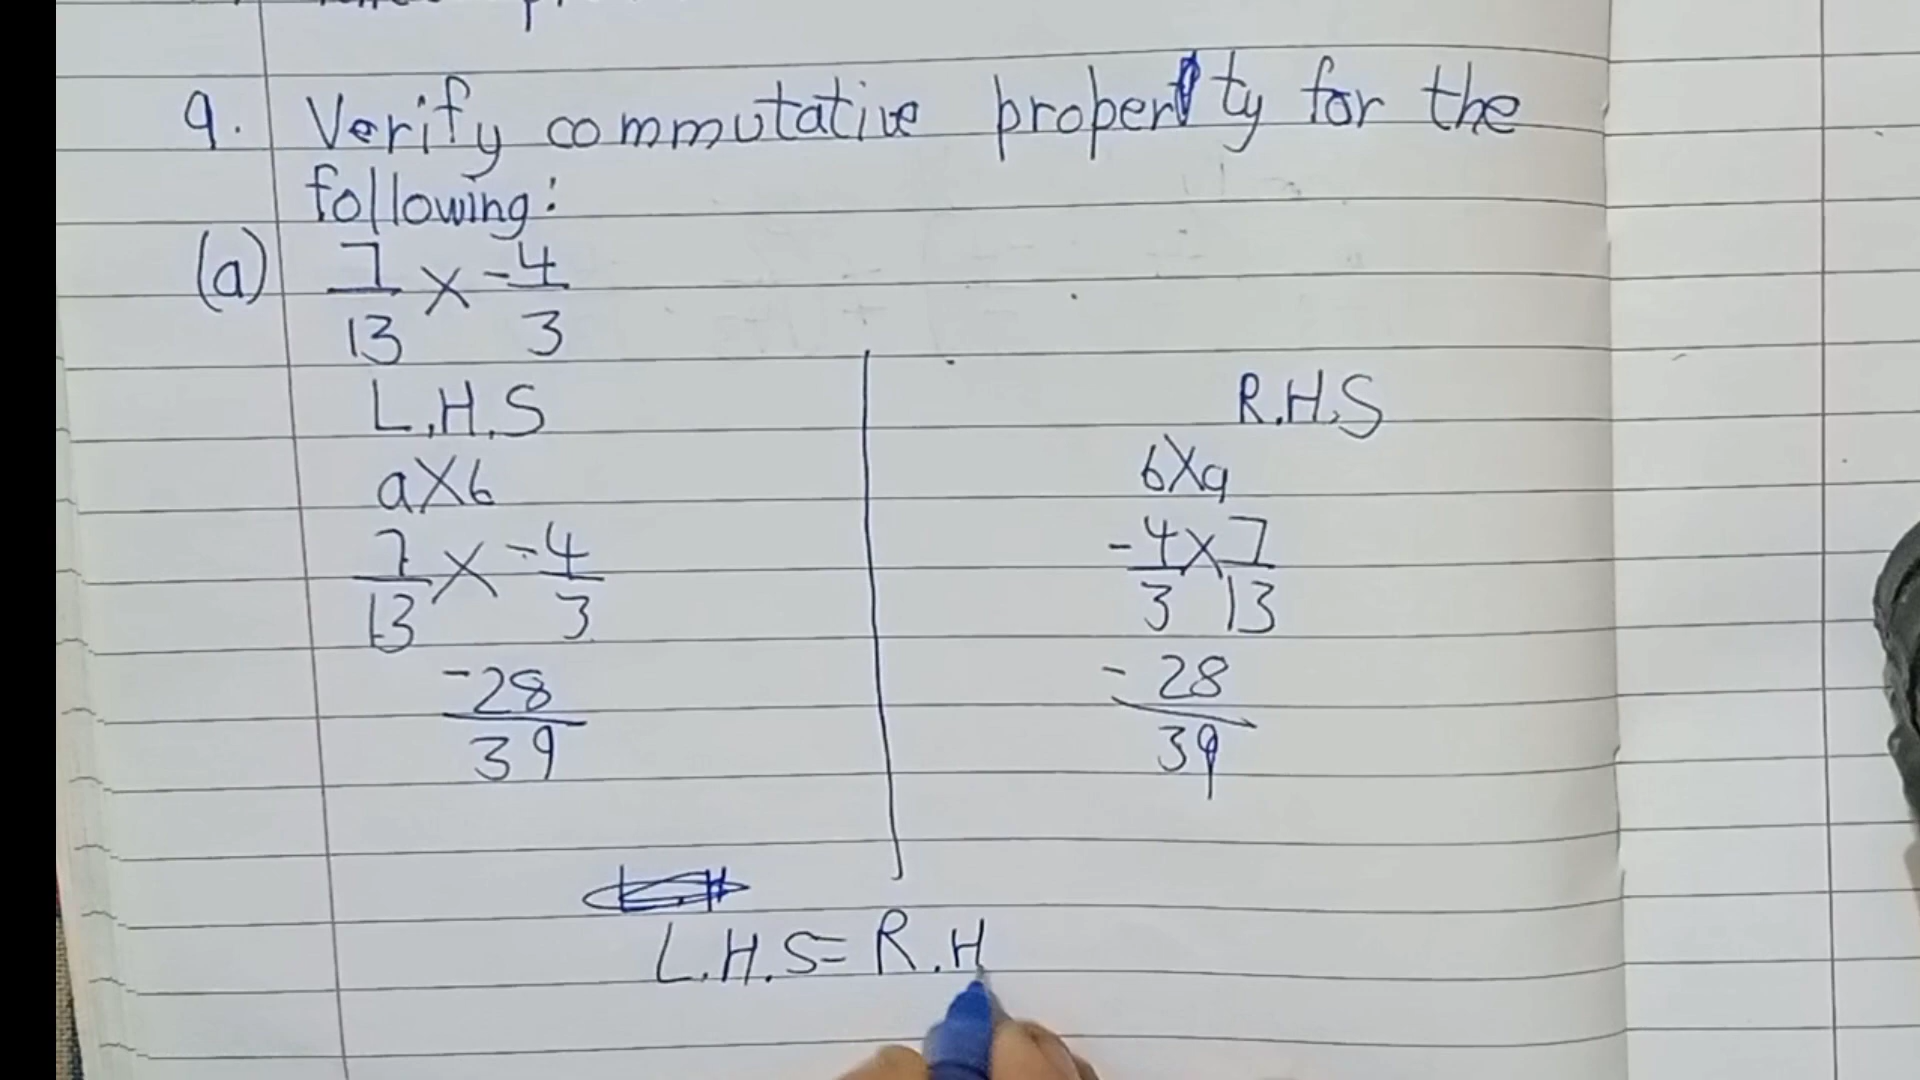 9. Verify commutative property for the
following:
(a) 7/13 × -4/3
L.H.S
a×b
7/13 × -4/3
-28/39
R.H.S
b×a
-4/3 × 7/13
-28/39
L.H.S = R.H